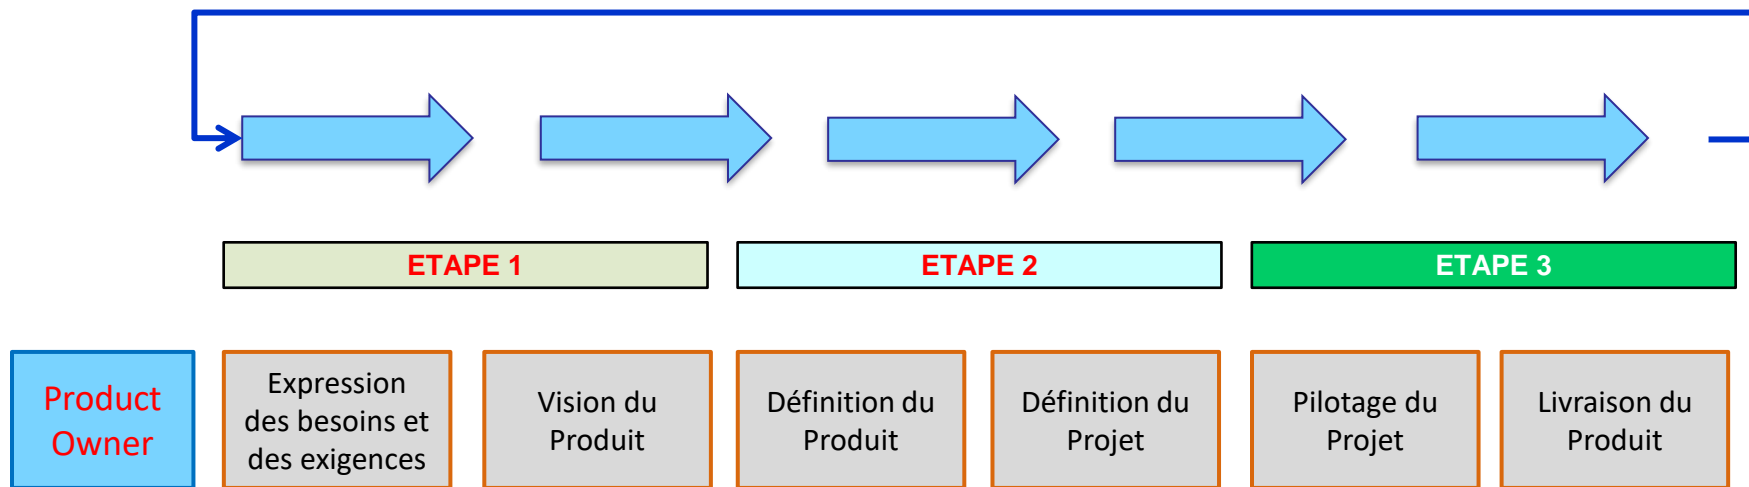 ETAPE 1
ETAPE 2
ETAPE 3
Product
Owner
Expression
des besoins et
des exigences
Vision du
Produit
Définition du
Produit
Définition du
Projet
Pilotage du
Projet
Livraison du
Produit